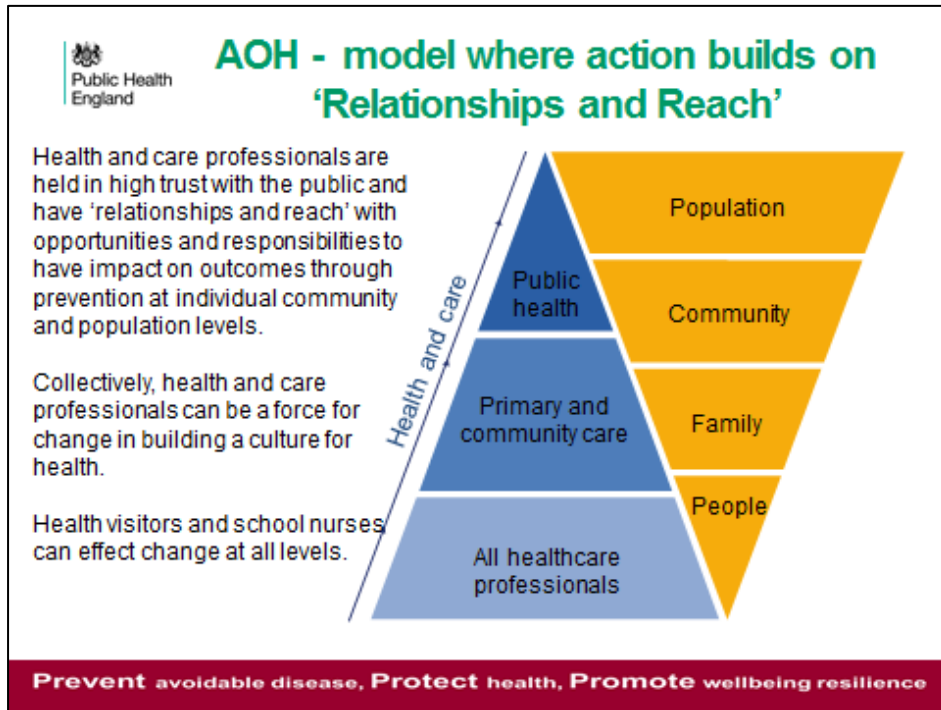 Public Health
England
AOH - model where action builds on
‘Relationships and Reach’
Health and care professionals are
held in high trust with the public and
have ‘relationships and reach’ with
opportunities and responsibilities to
have impact on outcomes through
prevention at individual community
and population levels.
Collectively, health and care
professionals can be a force for
change in building a culture for
health.
Health visitors and school nurses
can effect change at all levels.
Health and care
Public
health
Primary and
community care
All healthcare
professionals
Population
Community
Family
People
Prevent avoidable disease, Protect health, Promote wellbeing resilience